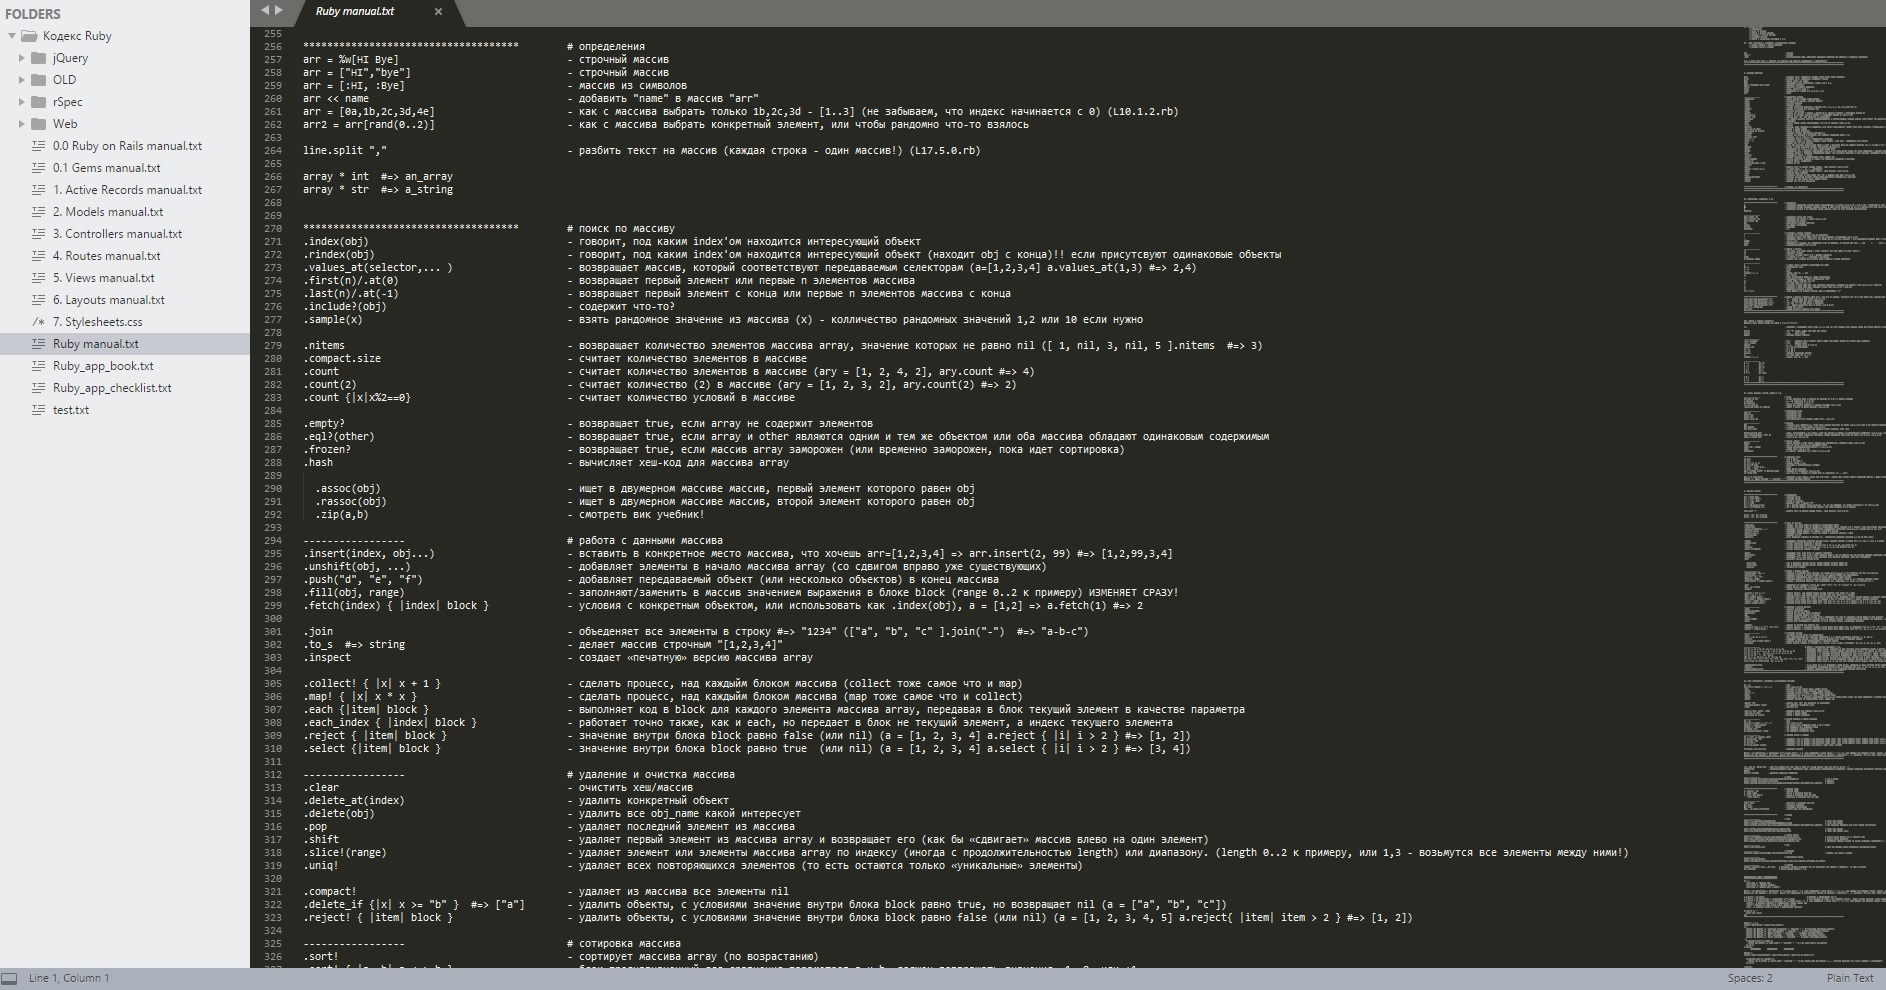 FOLDERS
Кодекс Ruby
jQuery
OLD
rSpec
Web
0.0 Ruby on Rails manual.txt
0.1 Gems manual.txt
1. Active Records manual.txt
2. Models manual.txt
3. Controllers manual.txt
4. Routes manual.txt
5. Views manual.txt
6. Layouts manual.txt
/* 7. Stylesheets.css
Ruby manual.txt
Ruby_app_book.txt
Ruby_app_checklist.txt
test.txt
Ruby manual.txt ×
255
256 ************************************ # определения
257 arr = %w[HI Bye] - строчный массив
258 arr = ["HI","bye"] - строчный массив
259 arr = [:HI, :Bye] - массив из символов
260 arr << name - добавить "name" в массив "arr"
261 arr = [0a,1b,2c,3d,4e] - как с массива выбрать только 1b,2c,3d - [1..3] (не забываем, что индекс начинается с 0) (L10.1.2.rb)
262 arr2 = arr[rand(0..2)] - как с массива выбрать конкретный элемент, или чтобы рандомно что-то взялось
263
264 line.split "," - разбить текст на массив (каждая строка - один массив!) (L17.5.0.rb)
265
266 array * int #=> an_array
267 array * str #=> a_string
268
269
270 ************************************ # поиск по массиву
271 .index(obj) - говорит, под каким index'ом находится интересующий объект
272 .rindex(obj) - говорит, под каким index'ом находится интересующий объект (находит obj с конца)!! если присутсвуют одинаковые объекты
273 .values_at(selector,... ) - возвращает массив, который соответствуют передаваемым селекторам (a=[1,2,3,4] a.values_at(1,3) #=> 2,4)
274 .first(n)/.at(0) - возвращает первый элемент или первые n элементов массива
275 .last(n)/.at(-1) - возвращает первый элемент с конца или первые n элементов массива с конца
276 .include?(obj) - содержит что-то?
277 .sample(x) - взять рандомное значение из массива (x) - колличество рандомных значений 1,2 или 10 если нужно
278
279 .nitems - возвращает количество элементов массива array, значение которых не равно nil ([ 1, nil, 3, nil, 5 ].nitems #=> 3)
280 .compact.size - считает количество элементов в массиве
281 .count - считает количество элементов в массиве (ary = [1, 2, 4, 2], ary.count #=> 4)
282 .count(2) - считает количество (2) в массиве (ary = [1, 2, 3, 2], ary.count(2) #=> 2)
283 .count {|x|x%2==0} - считает количество условий в массиве
284
285 .empty? - возвращает true, если array не содержит элементов
286 .eql?(other) - возвращает true, если array и other являются одним и тем же объектом или оба массива обладают одинаковым содержимым
287 .frozen? - возвращает true, если массив array заморожен (или временно заморожен, пока идет сортировка)
288 .hash - вычисляет хеш-код для массива array
289
290 .assoc(obj) - ищет в двумерном массиве массив, первый элемент которого равен obj
291 .rassoc(obj) - ищет в двумерном массиве массив, второй элемент которого равен obj
292 .zip(a,b) - смотреть вик учебник!
293
294 ----------------- # работа с данными массива
295 .insert(index, obj...) - вставить в конкретное место массива, что хочешь arr=[1,2,3,4] => arr.insert(2, 99) #=> [1,2,99,3,4]
296 .unshift(obj, ...) - добавляет элементы в начало массива array (со сдвигом вправо уже существующих)
297 .push("d", "e", "f") - добавляет передаваемый объект (или несколько объектов) в конец массива
298 .fill(obj, range) - заполняют/заменить в массив значением выражения в блоке block (range 0..2 к примеру) ИЗМЕНЯЕТ СРАЗУ!
299 .fetch(index) { |index| block } - условия с конкретным объектом, или использовать как .index(obj), a = [1,2] => a.fetch(1) #=> 2
300
301 .join - объеденяет все элементы в строку #=> "1234" (["a", "b", "c" ].join("-") #=> "a-b-c")
302 .to_s #=> string - делает массив строчным "[1,2,3,4]"
303 .inspect - создает «печатную» версию массива array
304
305 .collect! { |x| x + 1 } - сделать процесс, над каждыйм блоком массива (collect тоже самое что и map)
306 .map! { |x| x * x } - сделать процесс, над каждыйм блоком массива (map тоже самое что и collect)
307 .each {|item| block } - выполняет код в block для каждого элемента массива array, передавая в блок текущий элемент в качестве параметра
308 .each_index { |index| block } - работает точно также, как и each, но передает в блок не текущий элемент, а индекс текущего элемента
309 .reject { |item| block } - значение внутри блока block равно false (или nil) (a = [1, 2, 3, 4] a.reject { |i| i > 2 } #=> [1, 2])
310 .select {|item| block } - значение внутри блока block равно true (или nil) (a = [1, 2, 3, 4] a.select { |i| i > 2 } #=> [3, 4])
311
312 ----------------- # удаление и очистка массива
313 .clear - очистить хеш/массив
314 .delete_at(index) - удалить конкретный объект
315 .delete(obj) - удалить все obj_name какой интересует
316 .pop - удаляет последний элемент из массива
317 .shift - удаляет первый элемент из массива array и возвращает его (как бы «сдвигает» массив влево на один элемент)
318 .slice!(range) - удаляет элемент или элементы массива array по индексу (иногда с продолжительностью length) или диапазону. (length 0..2 к примеру, или 1,3 - возьмутся все элементы между ними!)
319 .uniq! - удаляет всех повторяющихся элементов (то есть остаются только «уникальные» элементы)
320
321 .compact! - удаляет из массива все элементы nil
322 .delete_if {|x| x >= "b" } #=> ["a"] - удалить объекты, с условиями значение внутри блока block равно true, но возвращает nil (a = ["a", "b", "c"])
323 .reject! { |item| block } - удалить объекты, с условиями значение внутри блока block равно false (или nil) (a = [1, 2, 3, 4, 5] a.reject{ |item| item > 2 } #=> [1, 2])
324
325 ----------------- # сотировка массива
326 .sort! - сортирует массива array (по возрастанию)
Line 1, Column 1
Spaces: 2
Plain Text